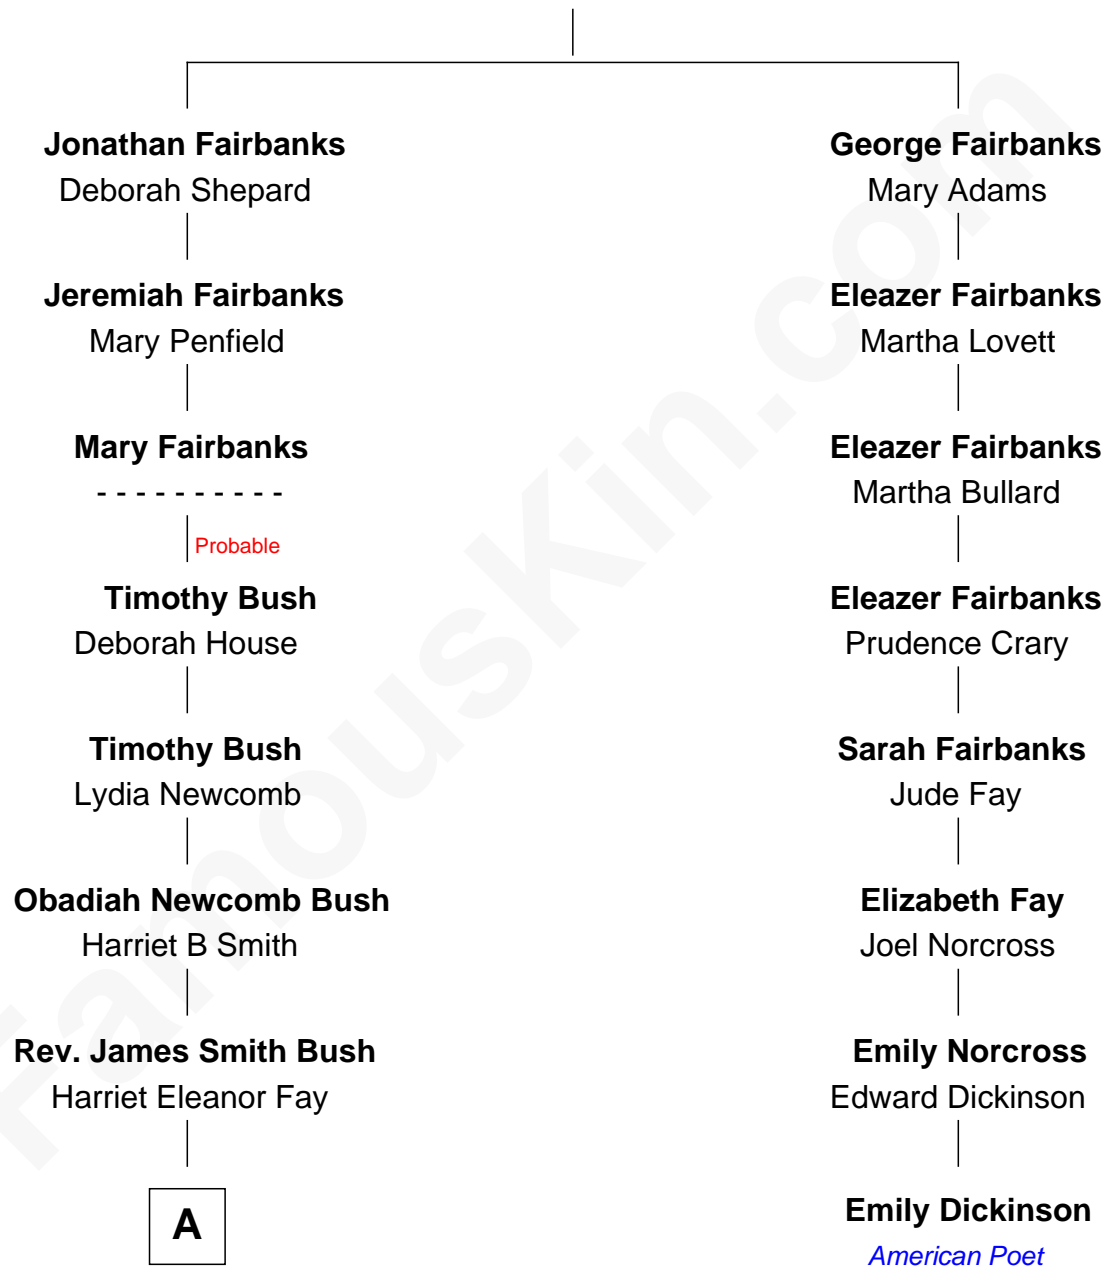 Jonathan Fairbanks
Deborah Shepard
Jeremiah Fairbanks
Mary Penfield
Mary Fairbanks
- - - - - - - - - -
Probable
Timothy Bush
Deborah House
Timothy Bush
Lydia Newcomb
Obadiah Newcomb Bush
Harriet B Smith
Rev. James Smith Bush
Harriet Eleanor Fay
A
George Fairbanks
Mary Adams
Eleazer Fairbanks
Martha Lovett
Eleazer Fairbanks
Martha Bullard
Eleazer Fairbanks
Prudence Crary
Sarah Fairbanks
Jude Fay
Elizabeth Fay
Joel Norcross
Emily Norcross
Edward Dickinson
Emily Dickinson
American Poet
FamousKin.com